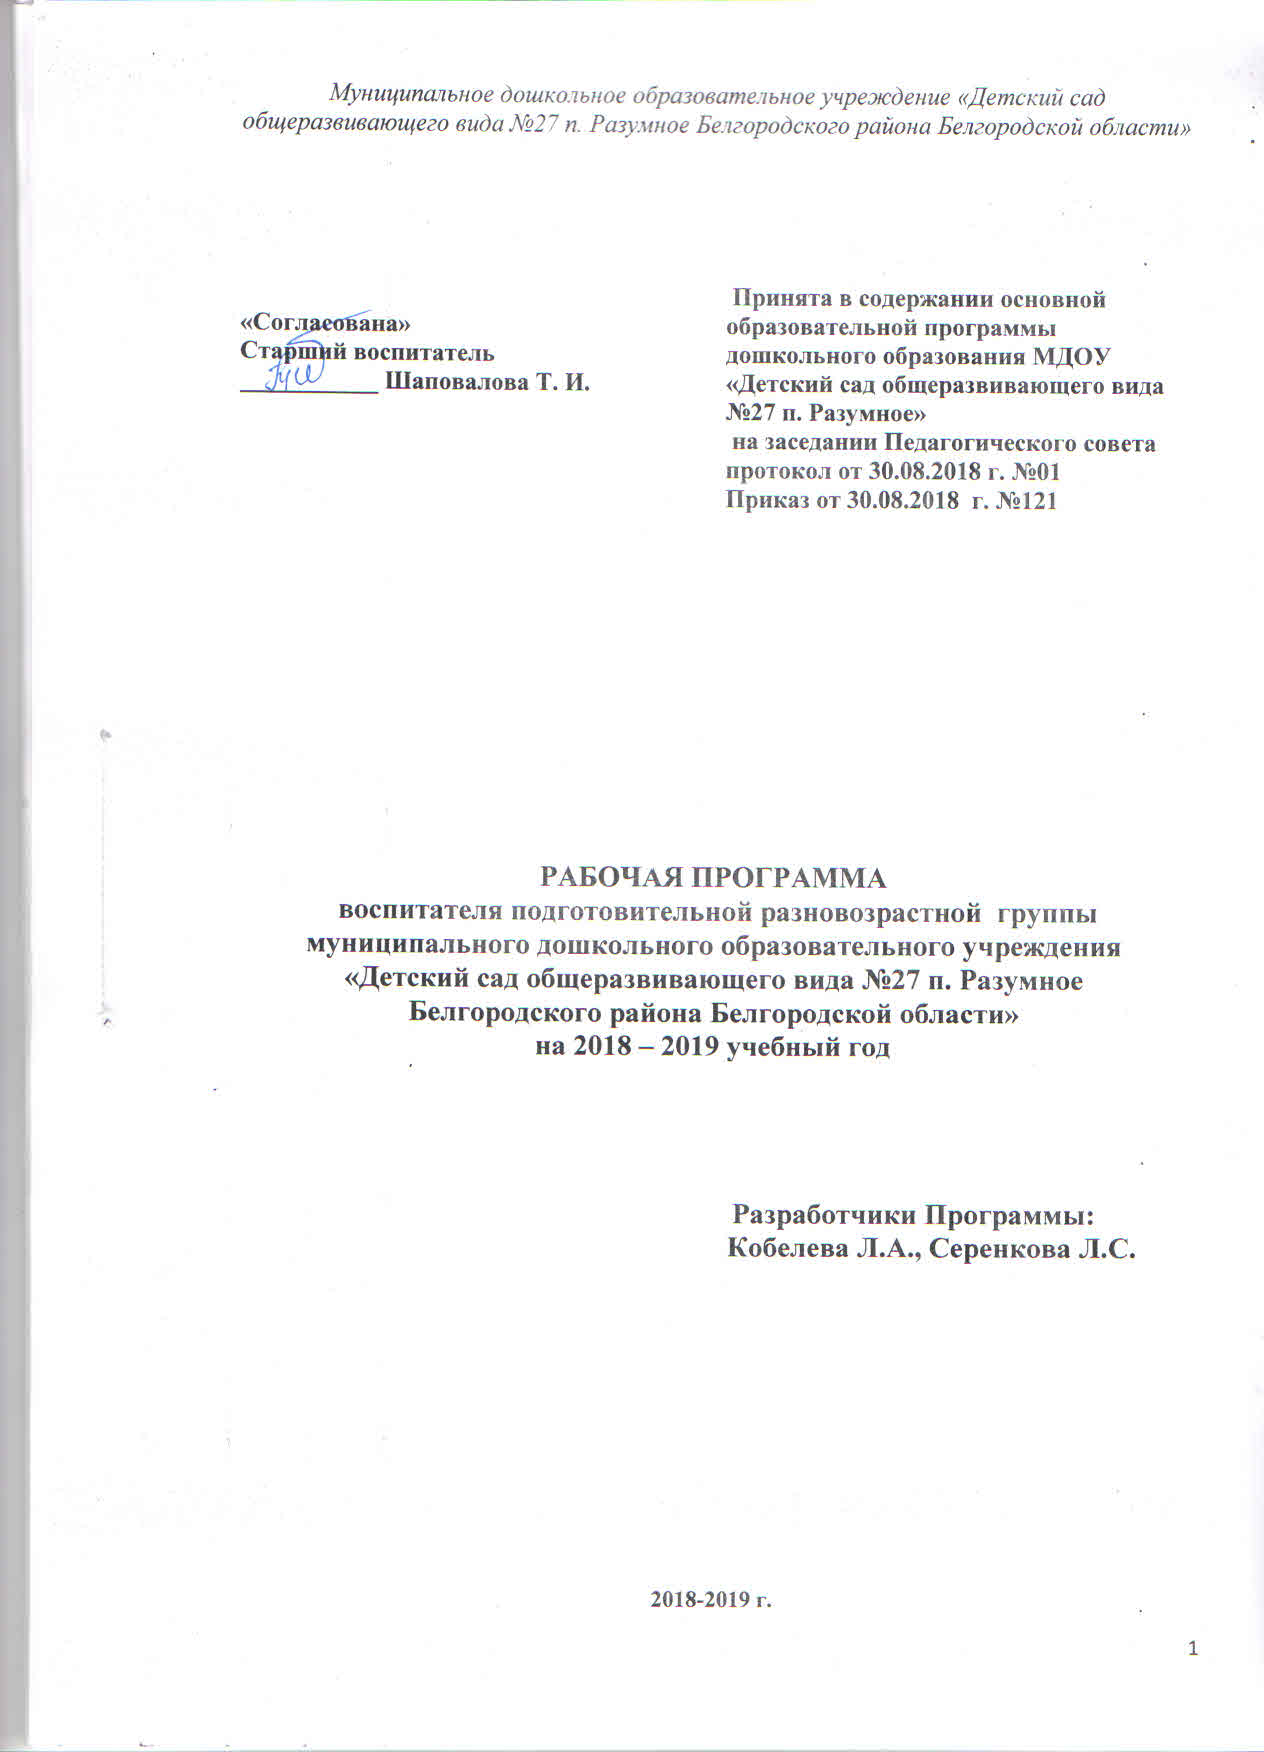 Муниципальное дошкольное образовательное учреждение «Детский сад
общеразвивающего вида №27 п. Разумное Белгородского района Белгородской области»
«Согласована»
Старший воспитатель
___________ Шаповалова Т. И.
Принята в содержании основной
образовательной программы
дошкольного образования МДОУ
«Детский сад общеразвивающего вида
№27 п. Разумное»
на заседании Педагогического совета
протокол от 30.08.2018 г. №01
Приказ от 30.08.2018 г. №121
РАБОЧАЯ ПРОГРАММА
воспитателя подготовительной разновозрастной группы
муниципального дошкольного образовательного учреждения
«Детский сад общеразвивающего вида №27 п. Разумное
Белгородского района Белгородской области»
на 2018 – 2019 учебный год
Разработчики Программы:
Кобелева Л.А., Серенкова Л.С.
2018-2019 г.
1